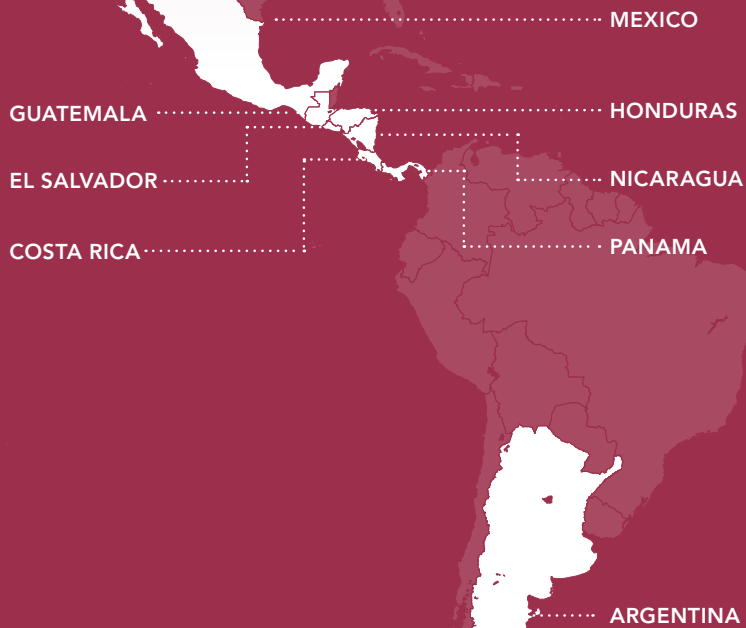 MEXICO
GUATEMALA
HONDURAS
EL SALVADOR
NICARAGUA
COSTA RICA
PANAMA
ARGENTINA